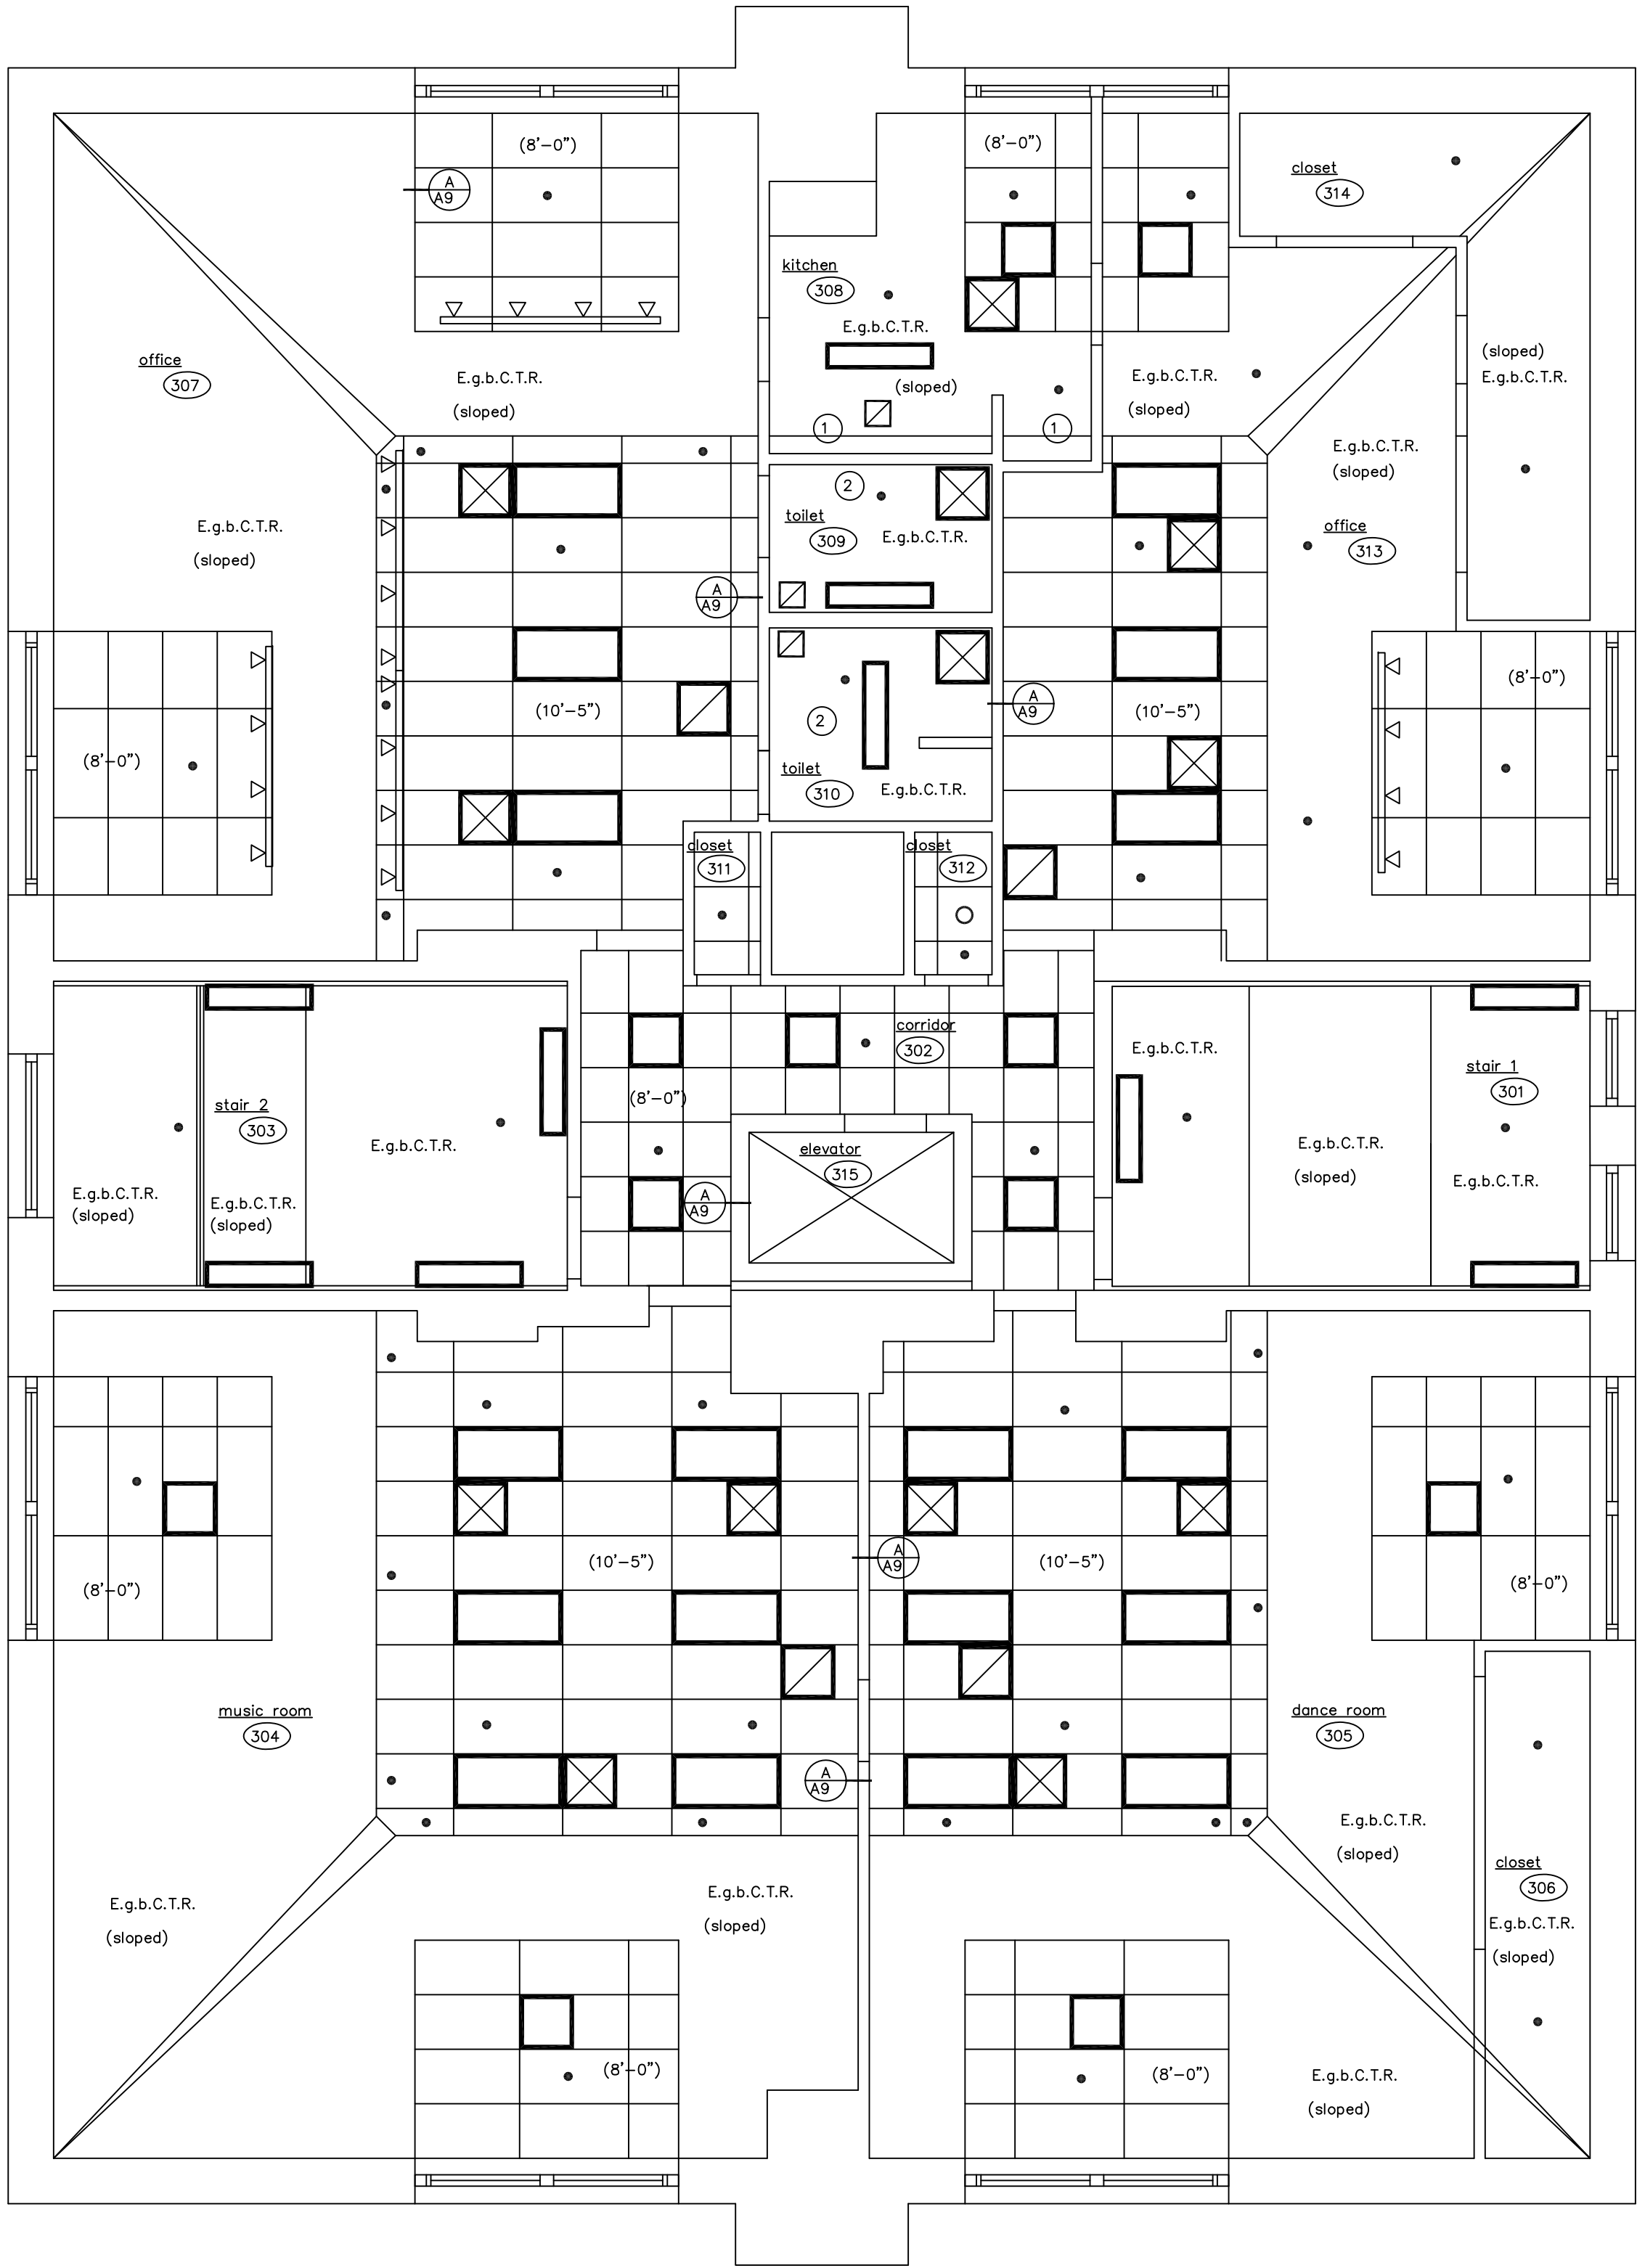 (8'-0")
(8'-0")
A
A9
closet
314
kitchen
308
E.g.b.C.T.R.
(sloped)
office
307
E.g.b.C.T.R.
(sloped)
E.g.b.C.T.R.
(sloped)
(sloped)
E.g.b.C.T.R.
1
1
E.g.b.C.T.R.
(sloped)
2
toilet
309
E.g.b.C.T.R.
E.g.b.C.T.R.
(sloped)
office
313
A
A9
(8'-0")
(10'-5")
2
A
A9
(10'-5")
(8'-0")
toilet
310
E.g.b.C.T.R.
closet
311
closet
312
corridor
302
E.g.b.C.T.R.
stair 1
301
stair 2
303
(8'-0")
E.g.b.C.T.R.
elevator
315
E.g.b.C.T.R.
(sloped)
E.g.b.C.T.R.
E.g.b.C.T.R.
(sloped)
E.g.b.C.T.R.
(sloped)
A
A9
(8'-0")
(10'-5")
A
A9
(10'-5")
(8'-0")
music room
304
dance room
305
A
A9
E.g.b.C.T.R.
(sloped)
closet
306
E.g.b.C.T.R.
(sloped)
E.g.b.C.T.R.
(sloped)
E.g.b.C.T.R.
(sloped)
(8'-0")
(8'-0")
E.g.b.C.T.R.
(sloped)